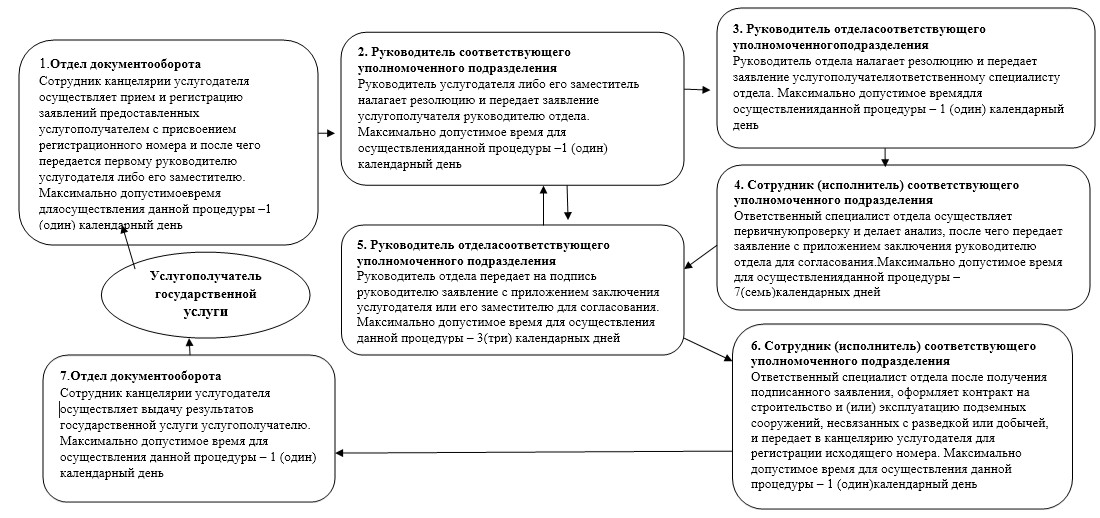 1.Отдел документооборота
Сотрудник канцелярии услугодателя
осуществляет прием и регистрацию
заявлений предоставленных
услугополучателем с присвоением
регистрационного номера и после чего
передается первому руководителю
услугодателя либо его заместителю.
Максимально допустимоевремя
дляосуществления данной процедуры –1
(один) календарный день
2. Руководитель соответствующего
уполномоченного подразделения
Руководитель услугодателя либо его заместитель
налагает резолюцию и передает заявление
услугополучателя руководителю отдела.
Максимально допустимое время для
осуществленияданной процедуры –1 (один)
календарный день
3. Руководитель отделасоответствующего
уполномоченногоподразделения
Руководитель отдела налагает резолюцию и передает
заявление услугополучателяответственному специалисту
отдела. Максимально допустимое времядля
осуществленияданной процедуры – 1 (один) календарный
день
4. Сотрудник (исполнитель) соответствующего
уполномоченного подразделения
Ответственный специалист отдела осуществляет
первичнуюпроверку и делает анализ, после чего передает
заявление с приложением заключения руководителю
отдела для согласования.Максимально допустимое время
для осуществленияданной процедуры –
7(семь)календарных дней
5. Руководитель отделасоответствующего
уполномоченного подразделения
Руководитель отдела передает на подпись
руководителю заявление с приложением заключения
услугодателя или его заместителю для согласования.
Максимально допустимое время для осуществления
данной процедуры – 3(три) календарных дней
Услугополучатель
государственной
услуги
6. Сотрудник (исполнитель) соответствующего
уполномоченного подразделения
Ответственный специалист отдела после получения
подписанного заявления, оформляет контракт на
строительство и (или) эксплуатацию подземных
сооружений, несвязанных с разведкой или добычей,
и передает в канцелярию услугодателя для
регистрации исходящего номера. Максимально
допустимое время для осуществления данной
процедуры – 1 (один)календарный день
7.Отдел документооборота
Сотрудник канцелярии услугодателя
осуществляет выдачу результатов
государственной услуги услугополучателю.
Максимально допустимое время для
осуществления данной процедуры – 1 (один)
календарный день